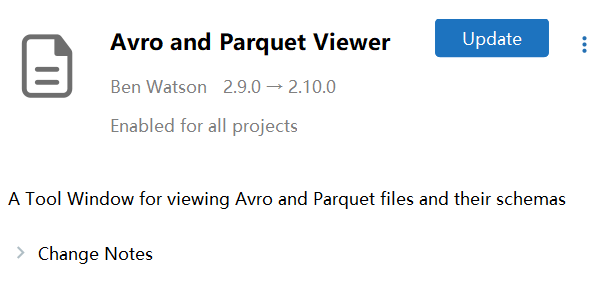 Avro and Parquet Viewer
Update
Ben Watson 2.9.0 → 2.10.0
Enabled for all projects
A Tool Window for viewing Avro and Parquet files and their schemas
Change Notes